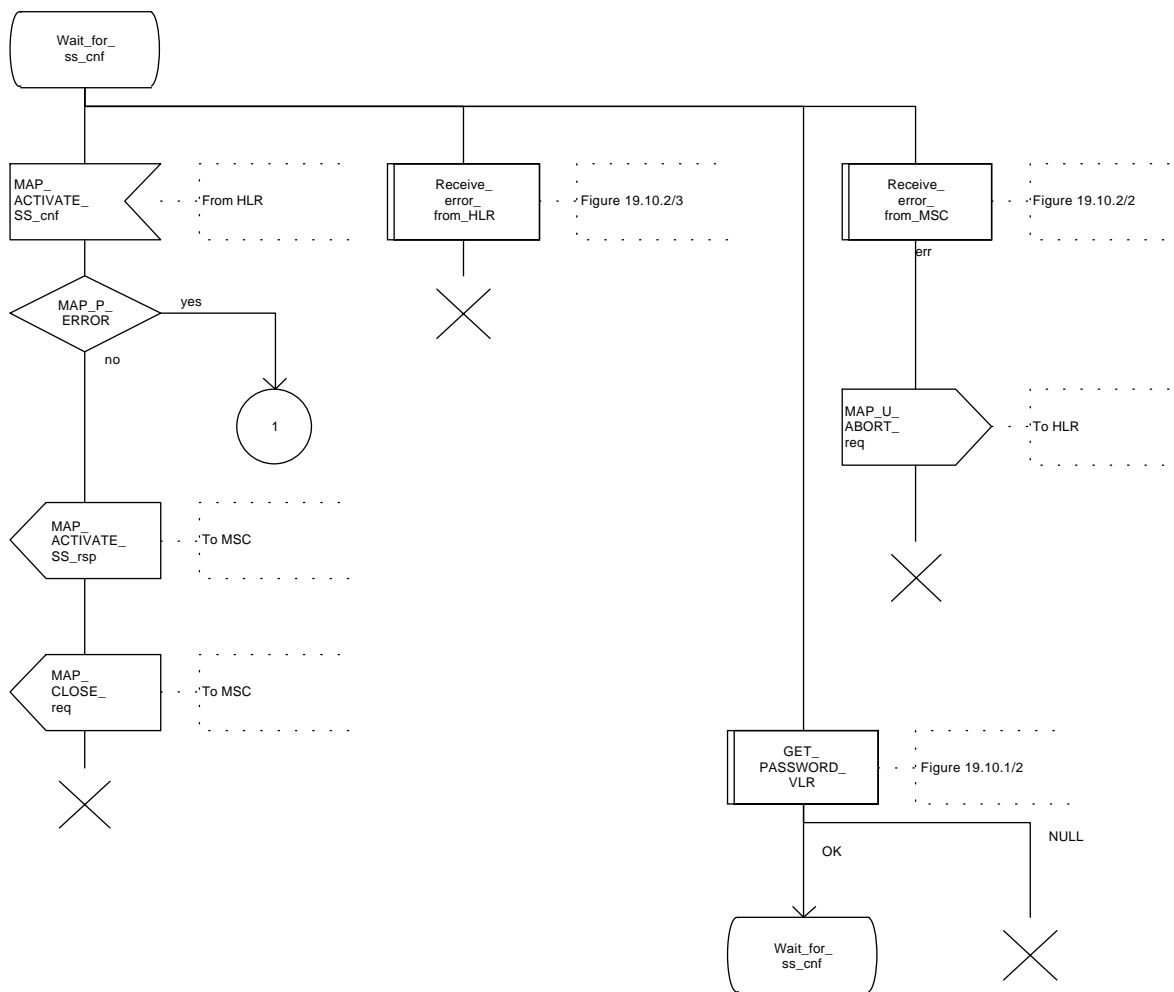 Wait_for_
ss_cnf
MAP_
ACTIVATE_
SS_cnf
From HLR
Receive_
error_
from_HLR
Figure 19.10.2/3
Receive_
error_
from_MSC
Figure 19.10.2/2
err
MAP_P_
ERROR
yes
no
1
MAP_U_
ABORT_
req
To HLR
MAP_
ACTIVATE_
SS_rsp
To MSC
MAP_
CLOSE_
req
To MSC
GET_
PASSWORD_
VLR
Figure 19.10.1/2
OK
NULL
Wait_for_
ss_cnf